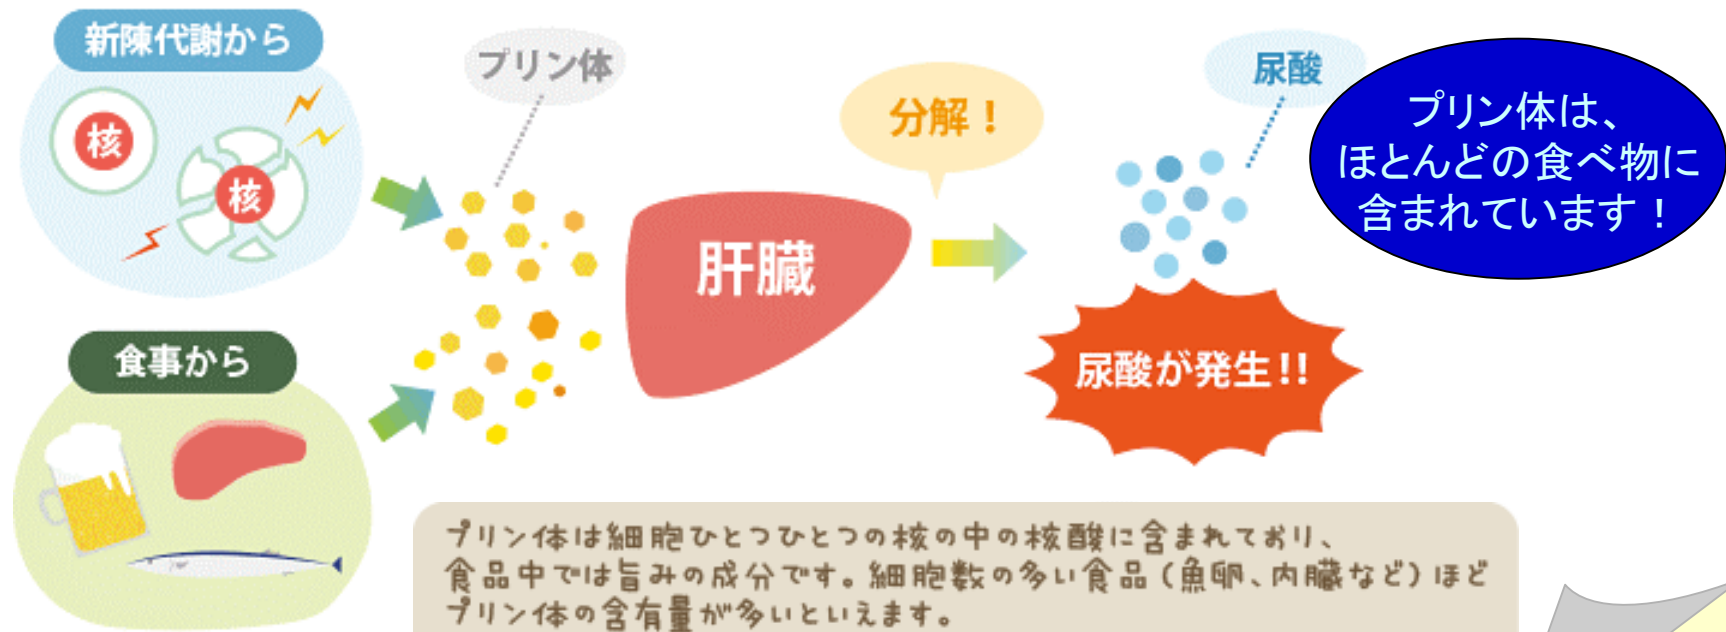 新陳代謝から
核
核
プリン体
分解！
尿酸
プリン体は、
ほとんどの食べ物に
含まれています！
肝臓
尿酸が発生!!
食事から
プリン体は細胞ひとつひとつの核の中の核酸に含まれており、
食品中では旨みの成分です。細胞数の多い食品（魚卵、内臓など）ほど
プリン体の含有量が多いといえます。